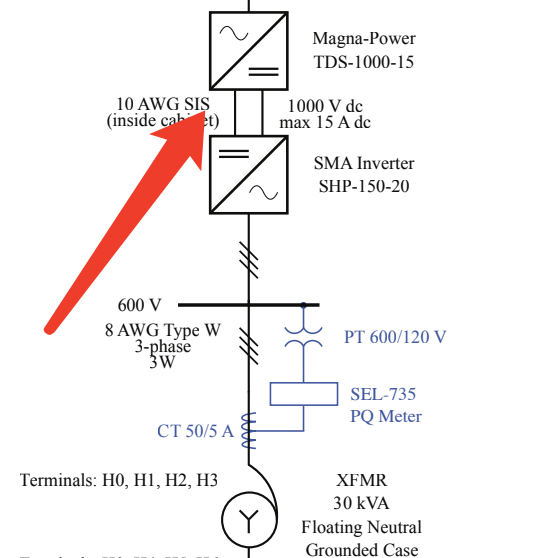 Magna-Power
TDS-1000-15
10 AWG SIS
(inside cabinet)
1000 V dc
max 15 A dc
SMA Inverter
SHP-150-20
600 V
8 AWG Type W
3-phase
3W
PT 600/120 V
SEL-735
PQ Meter
CT 50/5 A
Terminals: H0, H1, H2, H3
XFMR
30 kVA
Floating Neutral
Grounded Case
Y